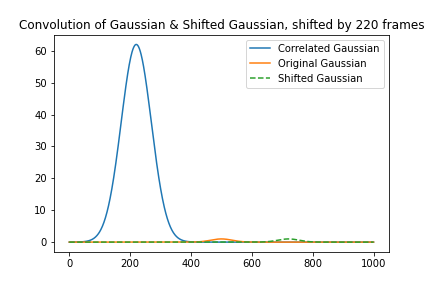 Convolution of Gaussian & Shifted Gaussian, shifted by 220 frames
Correlated Gaussian
Original Gaussian
Shifted Gaussian
60
50
40
30
20
10
0
0 200 400 600 800 1000